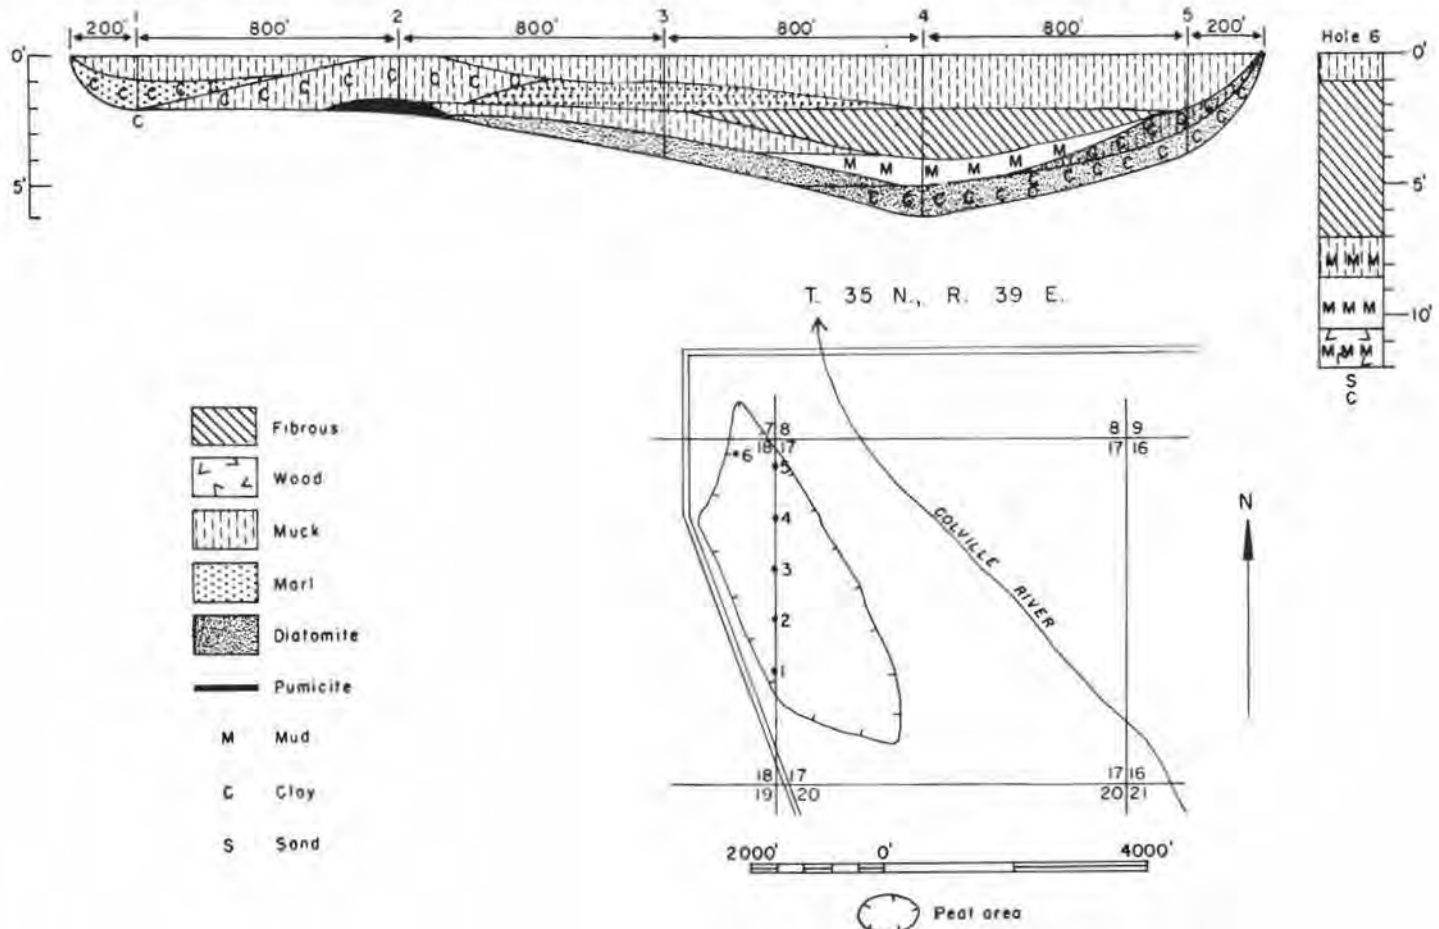 2 3 4 5
200' 800' 800' 800' 800' 200'
Hole 6
0' 0'
C C C C C C C C C C C
C
M M M M M M
C C C C C C C C C C
5' 5'
M M M
M M M
10'
M M M
S
C
T. 35 N., R. 39 E.
7 8 8 9
18 17 17 16
6
5
4
3
2
1
COLVILLE RIVER
N
18 17 17 16
19 20 20 21
Fibrous
Wood
Muck
Marl
Diatomite
Pumicite
M Mud
C Clay
S Sand
2000' 0' 4000'
Peat area